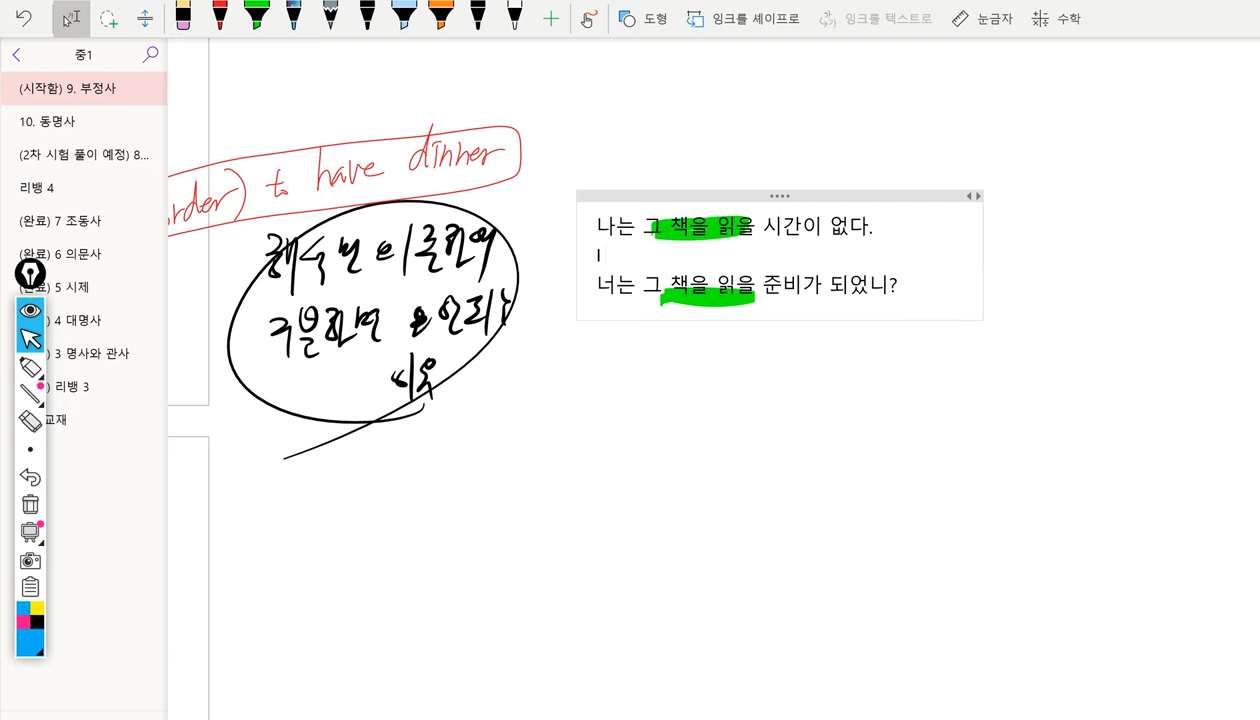 도형
잉크를 셰이프로
잉크를 텍스트로
눈금자
수학
중1
(시작함) 9. 부정사
10. 동명사
(2차 시험 풀이 예정) 8...
리뱅 4
(완료) 7 조동사
(완료) 6 의문사
) 5 시제
) 4 대명사
) 3 명사와 관사
) 리뱅 3
교재
order) to have dinner
나는 그 책을 읽을 시간이 없다.
I
너는 그 책을 읽을 준비가 되었니?